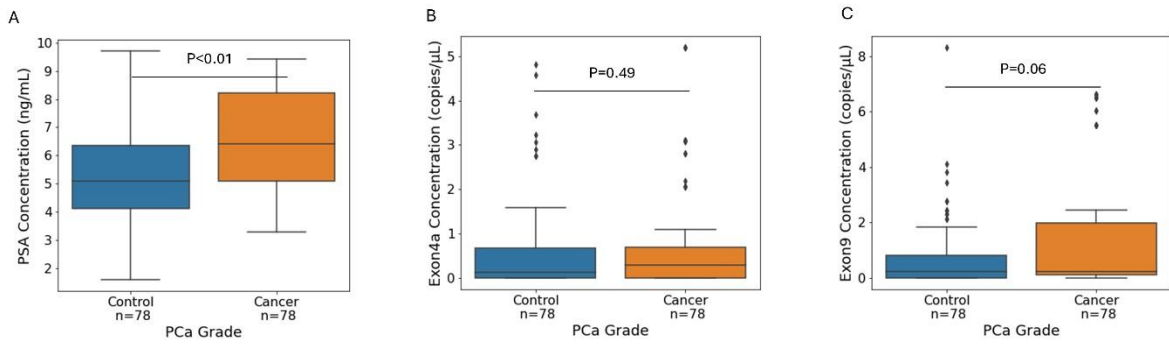 A
PSA Concentration (ng/mL)
10
9
8
7
6
5
4
3
2
P<0.01
Control
n=78
Cancer
n=78
PCa Grade
B
Exon4a Concentration (copies/μL)
5
4
3
2
1
0
P=0.49
Control
n=78
Cancer
n=78
PCa Grade
C
Exon9 Concentration (copies/μL)
8
6
4
2
0
P=0.06
Control
n=78
Cancer
n=78
PCa Grade